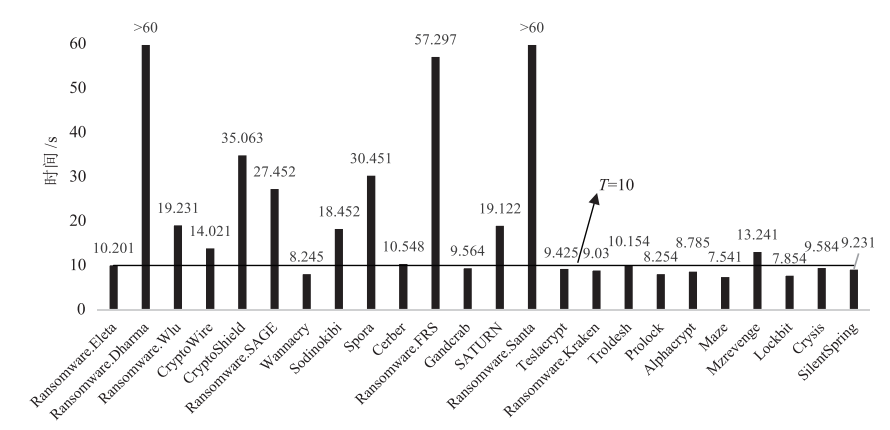 时间/s
60
50
40
30
20
10
0
10.201
>60
19.231
14.021
35.063
27.452
8.245
18.452
30.451
10.548
57.297
9.564
19.122
>60
9.425
9.03
10.154
8.254
8.785
7.541
13.241
7.854
9.584
9.231
T=10
Ransomware.Eleta
Ransomware.Dharma
Ransomware.Wlu
CryptoWire
CryptoShield
Ransomware.SAGE
Wannacry
Sodinokibi
Spora
Cerber
Ransomware.FRS
Gandcrab
SATURN
Ransomware.Santa
Teslacrypt
Ransomware.Kraken
Troldesh
Prolock
Alphacrypt
Maze
Mzrevenge
Lockbit
Crysis
SilentSpring